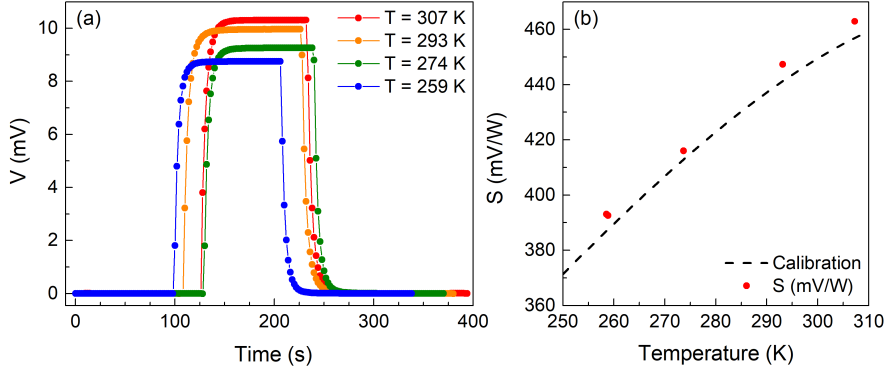 (a)
T = 307 K
T = 293 K
T = 274 K
T = 259 K
10
8
6
4
2
0
V (mV)
0 100 200 300 400
Time (s)
(b)
460
440
420
400
380
360
S (mV/W)
Calibration
S (mV/W)
250 260 270 280 290 300 310
Temperature (K)